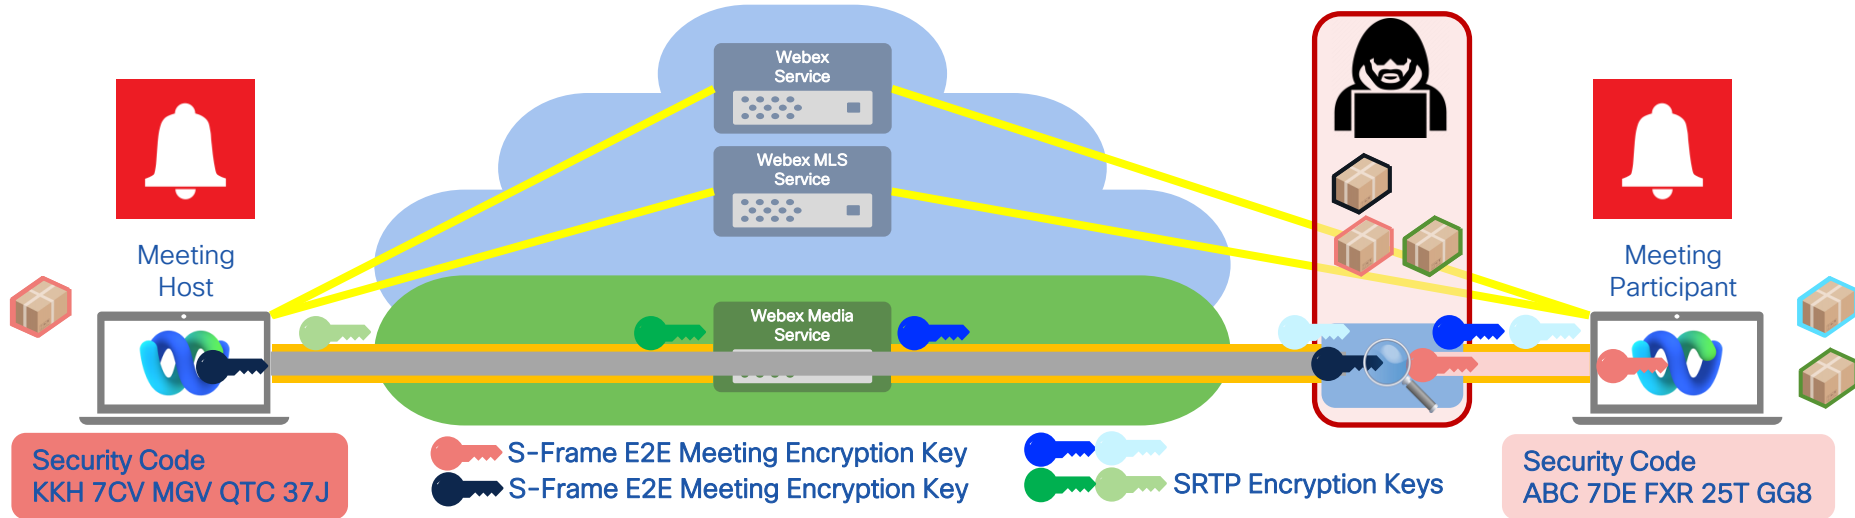 Webex
Service
Webex MLS
Service
Meeting
Host
Meeting
Participant
Webex Media
Service
Security Code
KKH 7CV MGV QTC 37J
S-Frame E2E Meeting Encryption Key
S-Frame E2E Meeting Encryption Key
SRTP Encryption Keys
Security Code
ABC 7DE FXR 25T GG8